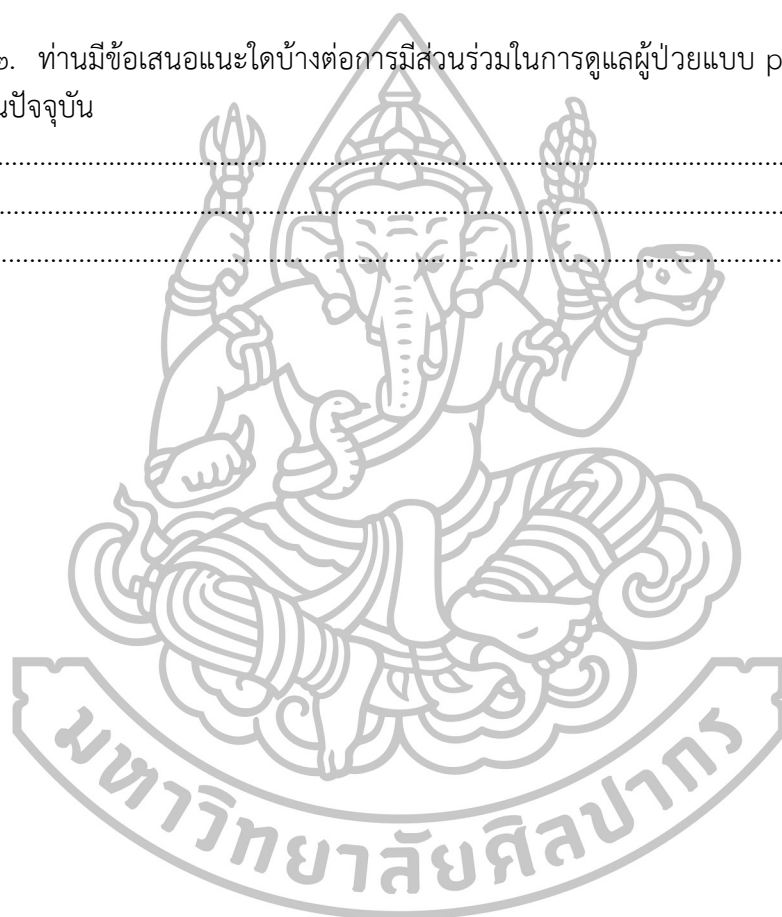 ๒. ท่านมีข้อเสนอแนะใดบ้างต่อการมีส่วนร่วมในการดูแลผู้ป่วยแบบ p
นปัจจุบัน
มหาวิทยาลัยศิลปากร